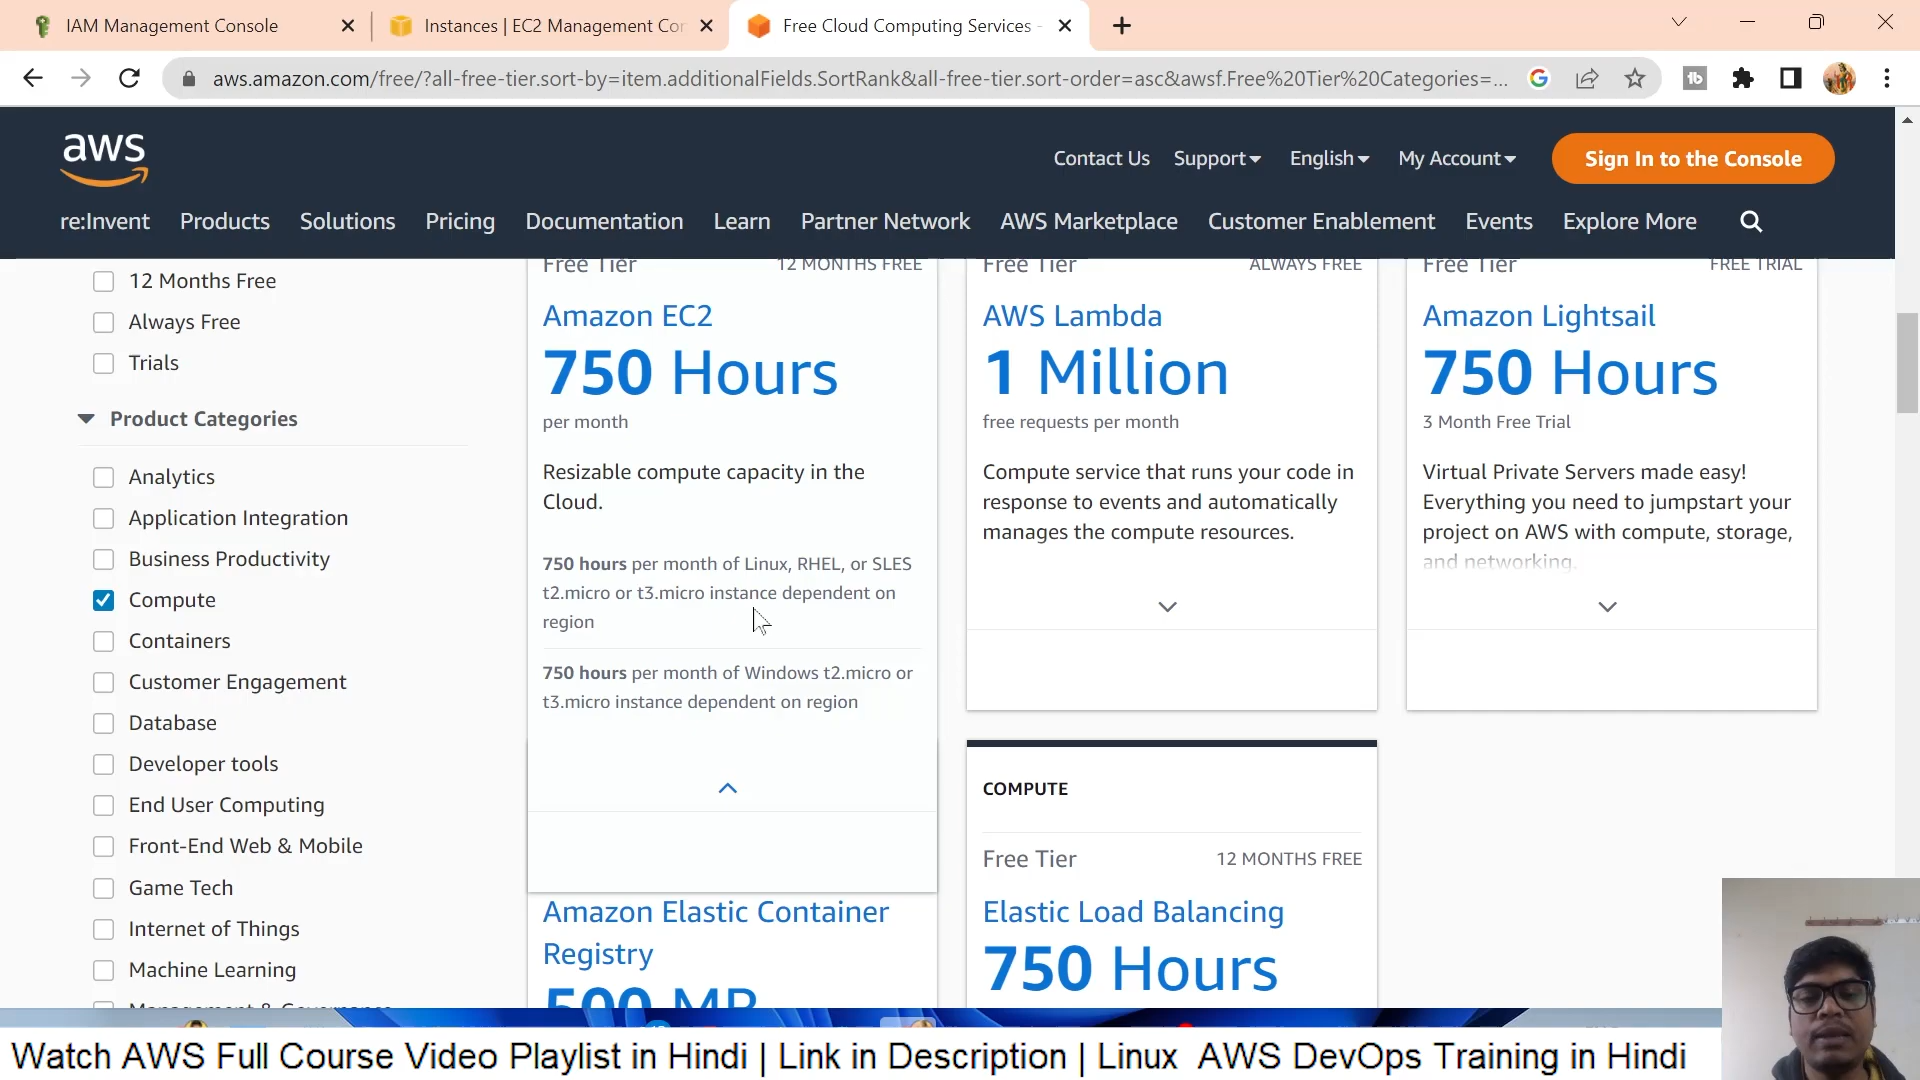 IAM Management Console
Instances | EC2 Management Con
Free Cloud Computing Services -
aws.amazon.com/free/?all-free-tier.sort-by=item.additionalFields.SortRank&all-free-tier.sort-order=asc&awsf.Free%20Tier%20Categories=...
aws
Contact Us
Support
English
My Account
Sign In to the Console
re:Invent
Products
Solutions
Pricing
Documentation
Learn
Partner Network
AWS Marketplace
Customer Enablement
Events
Explore More
12 Months Free
Always Free
Trials
Product Categories
Analytics
Application Integration
Business Productivity
Compute
Containers
Customer Engagement
Database
Developer tools
End User Computing
Front-End Web & Mobile
Game Tech
Internet of Things
Machine Learning
Management & Governance
Free Tier
12 MONTHS FREE
Amazon EC2
750 Hours
per month
Resizable compute capacity in the
Cloud.
750 hours per month of Linux, RHEL, or SLES
t2.micro or t3.micro instance dependent on
region
750 hours per month of Windows t2.micro or
t3.micro instance dependent on region
Amazon Elastic Container
Registry
500 MB
Free Tier
ALWAYS FREE
AWS Lambda
1 Million
free requests per month
Compute service that runs your code in
response to events and automatically
manages the compute resources.
COMPUTE
Free Tier
12 MONTHS FREE
Elastic Load Balancing
750 Hours
Free Tier
FREE TRIAL
Amazon Lightsail
750 Hours
3 Month Free Trial
Virtual Private Servers made easy!
Everything you need to jumpstart your
project on AWS with compute, storage,
and networking.
Watch AWS Full Course Video Playlist in Hindi | Link in Description | Linux AWS DevOps Training in Hindi